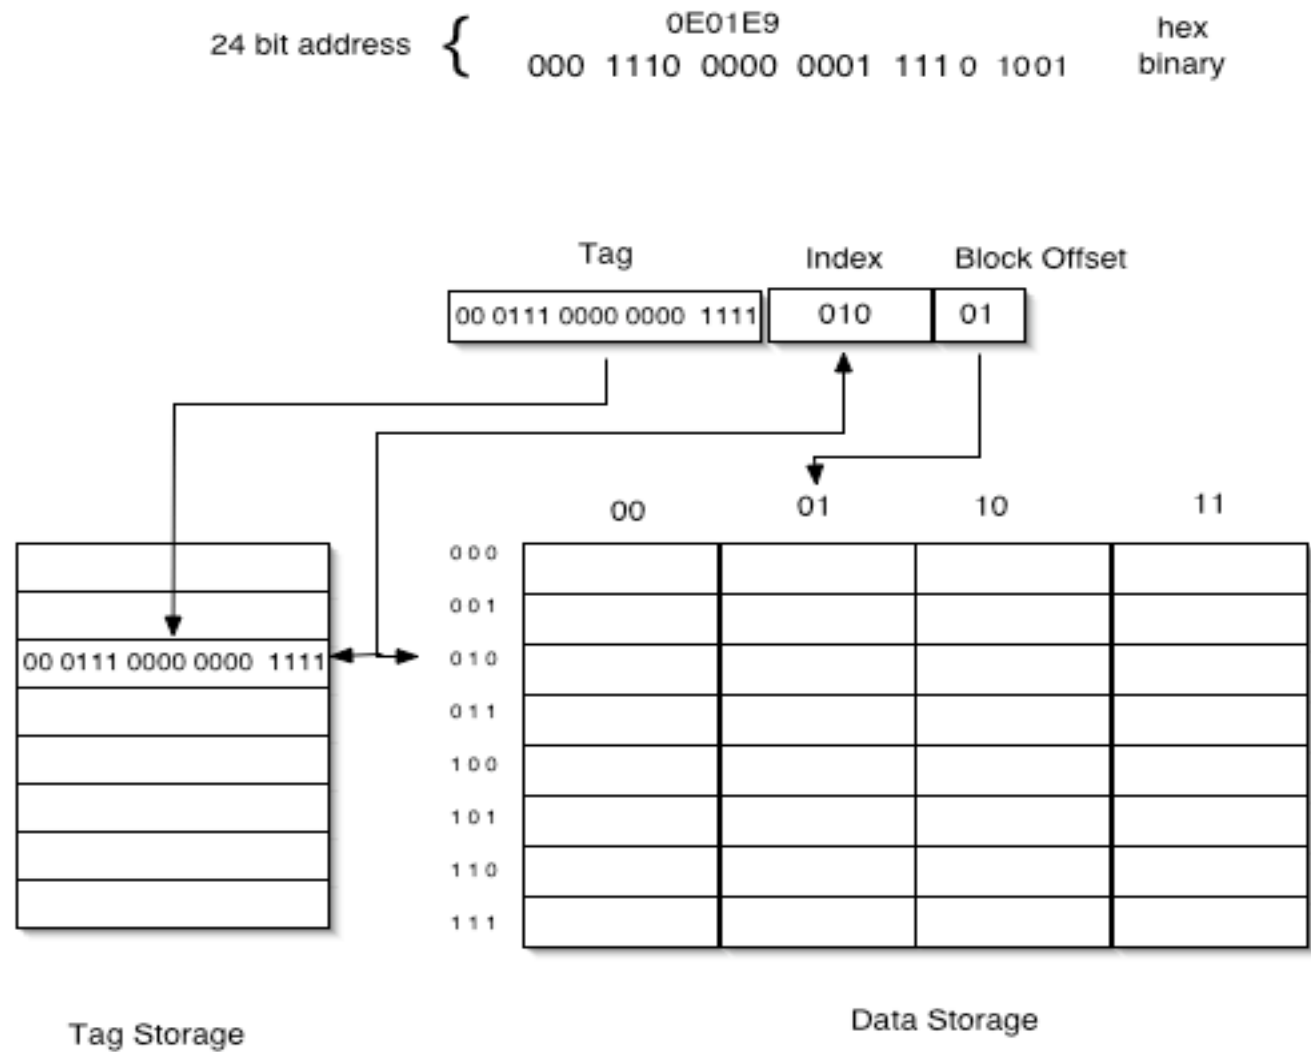 0E01E9 hex
24 bit address { 000 1110 0000 0001 111 0 1001 binary
Tag Index Block Offset
00 0111 0000 0000 1111 010 01
00 01 10 11
000
001
00 0111 0000 0000 1111 010
011
100
101
110
111
Tag Storage Data Storage